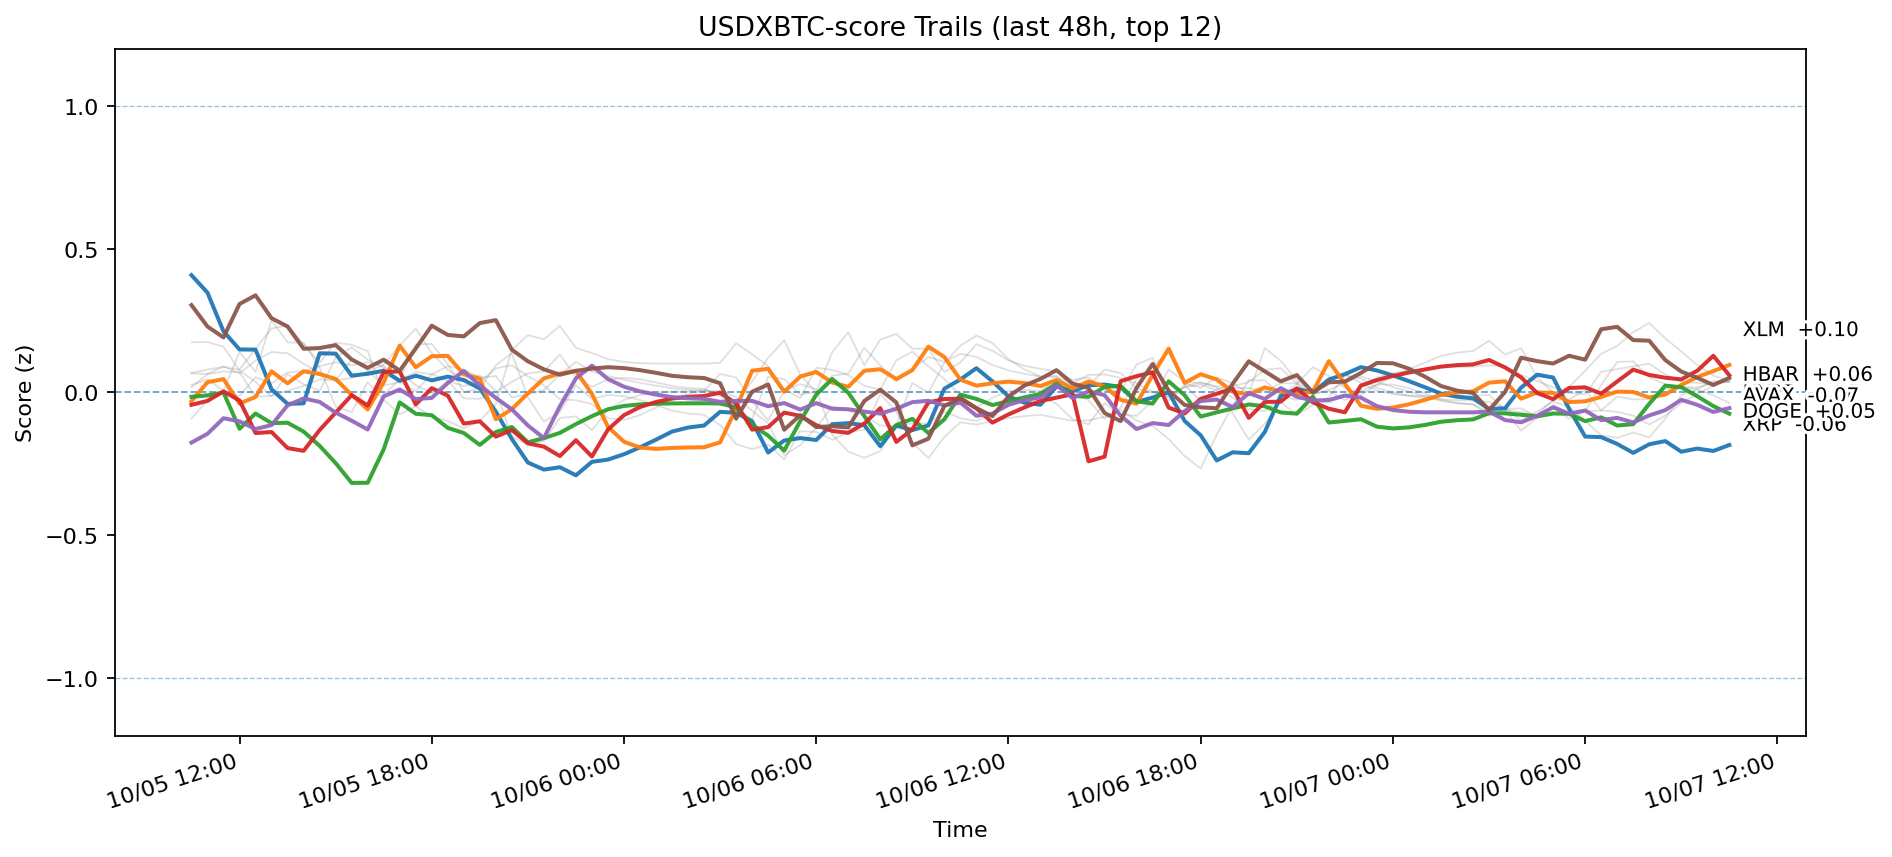 USDXBTC-score Trails (last 48h, top 12)
Score (z)
1.0
0.5
0.0
−0.5
−1.0
XLM +0.10
HBAR +0.06
AVAX -0.07
DOGE +0.05
XRP -0.06
10/05 12:00
10/05 18:00
10/06 00:00
10/06 06:00
10/06 12:00
10/06 18:00
10/07 00:00
10/07 06:00
10/07 12:00
Time